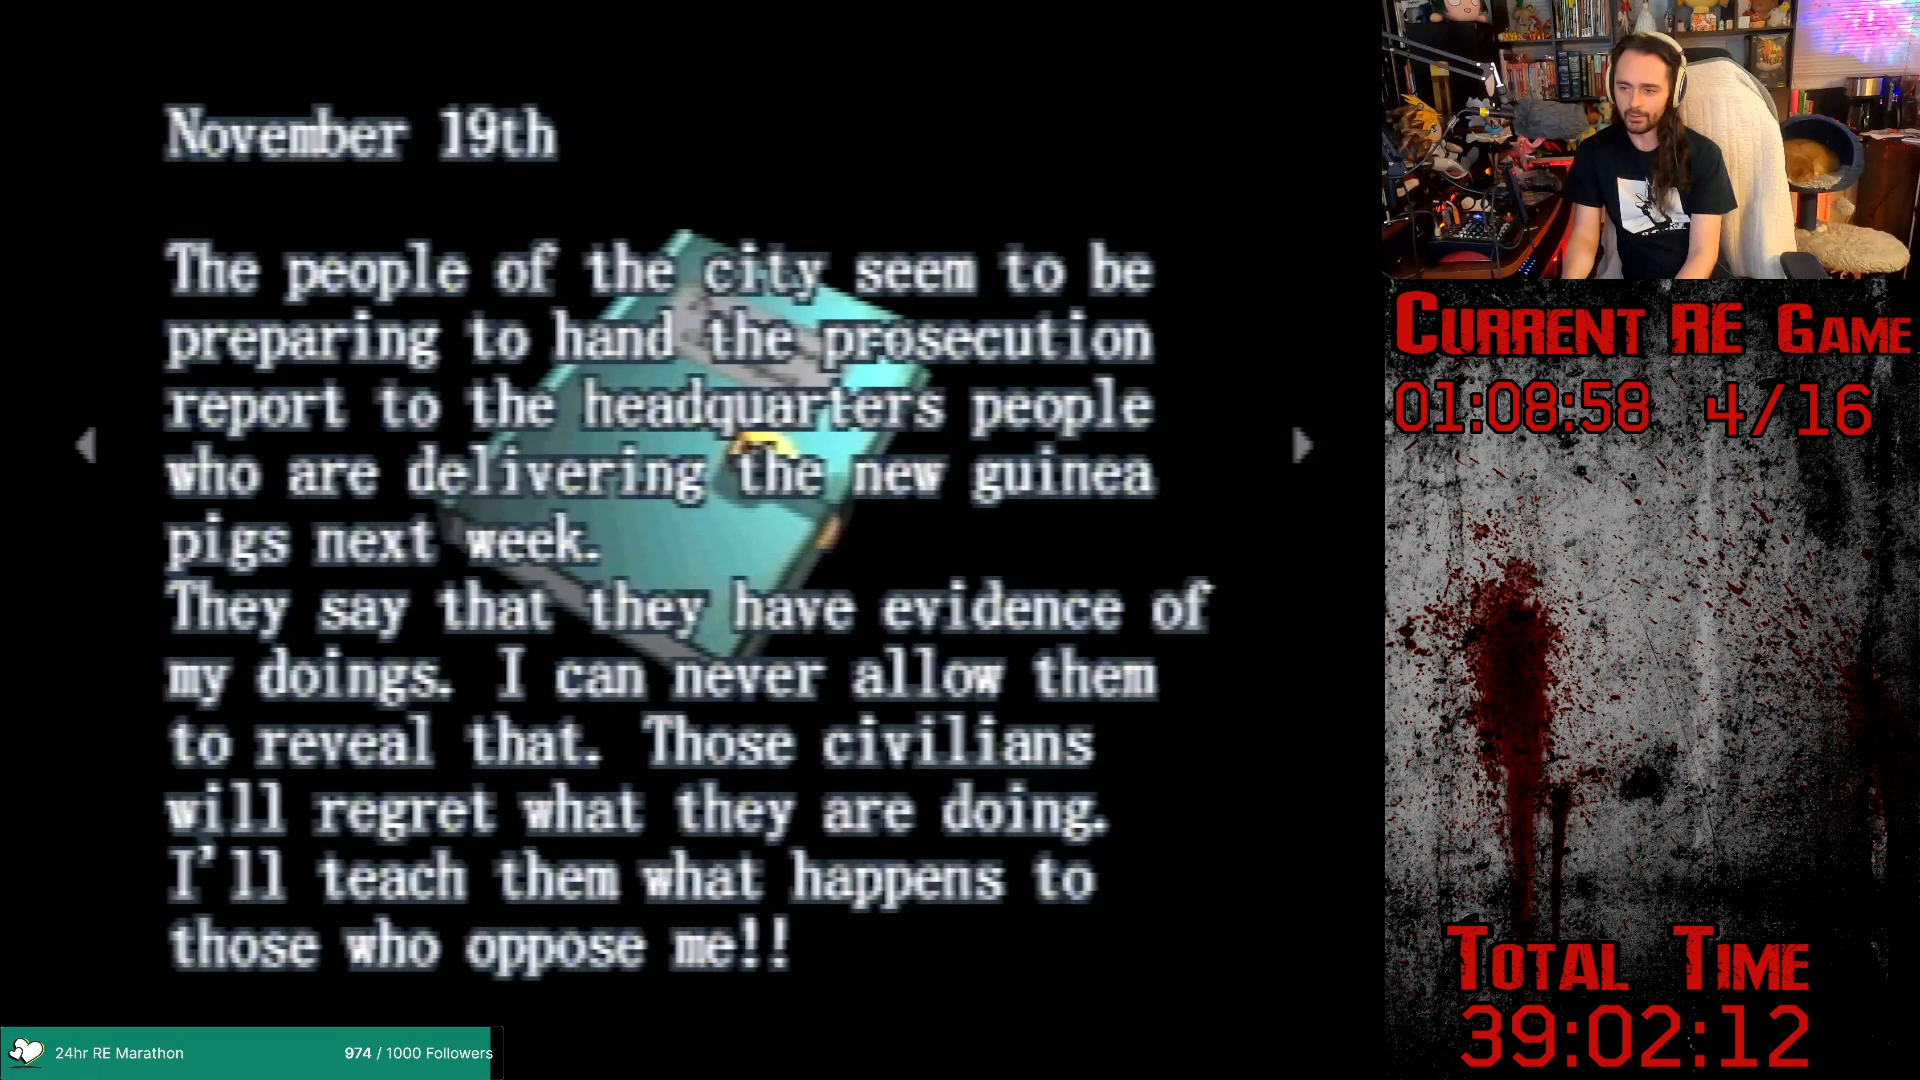 November 19th
The people of the city seem to be
preparing to hand the prosecution
report to the headquarters people
who are delivering the new guinea
pigs next week.
They say that they have evidence of
my doings. I can never allow them
to reveal that. Those civilians
will regret what they are doing.
I'll teach them what happens to
those who oppose me!!
Current RE Game
01:08:58 4/16
Total Time
39:02:12
24hr RE Marathon 974 / 1000 Followers